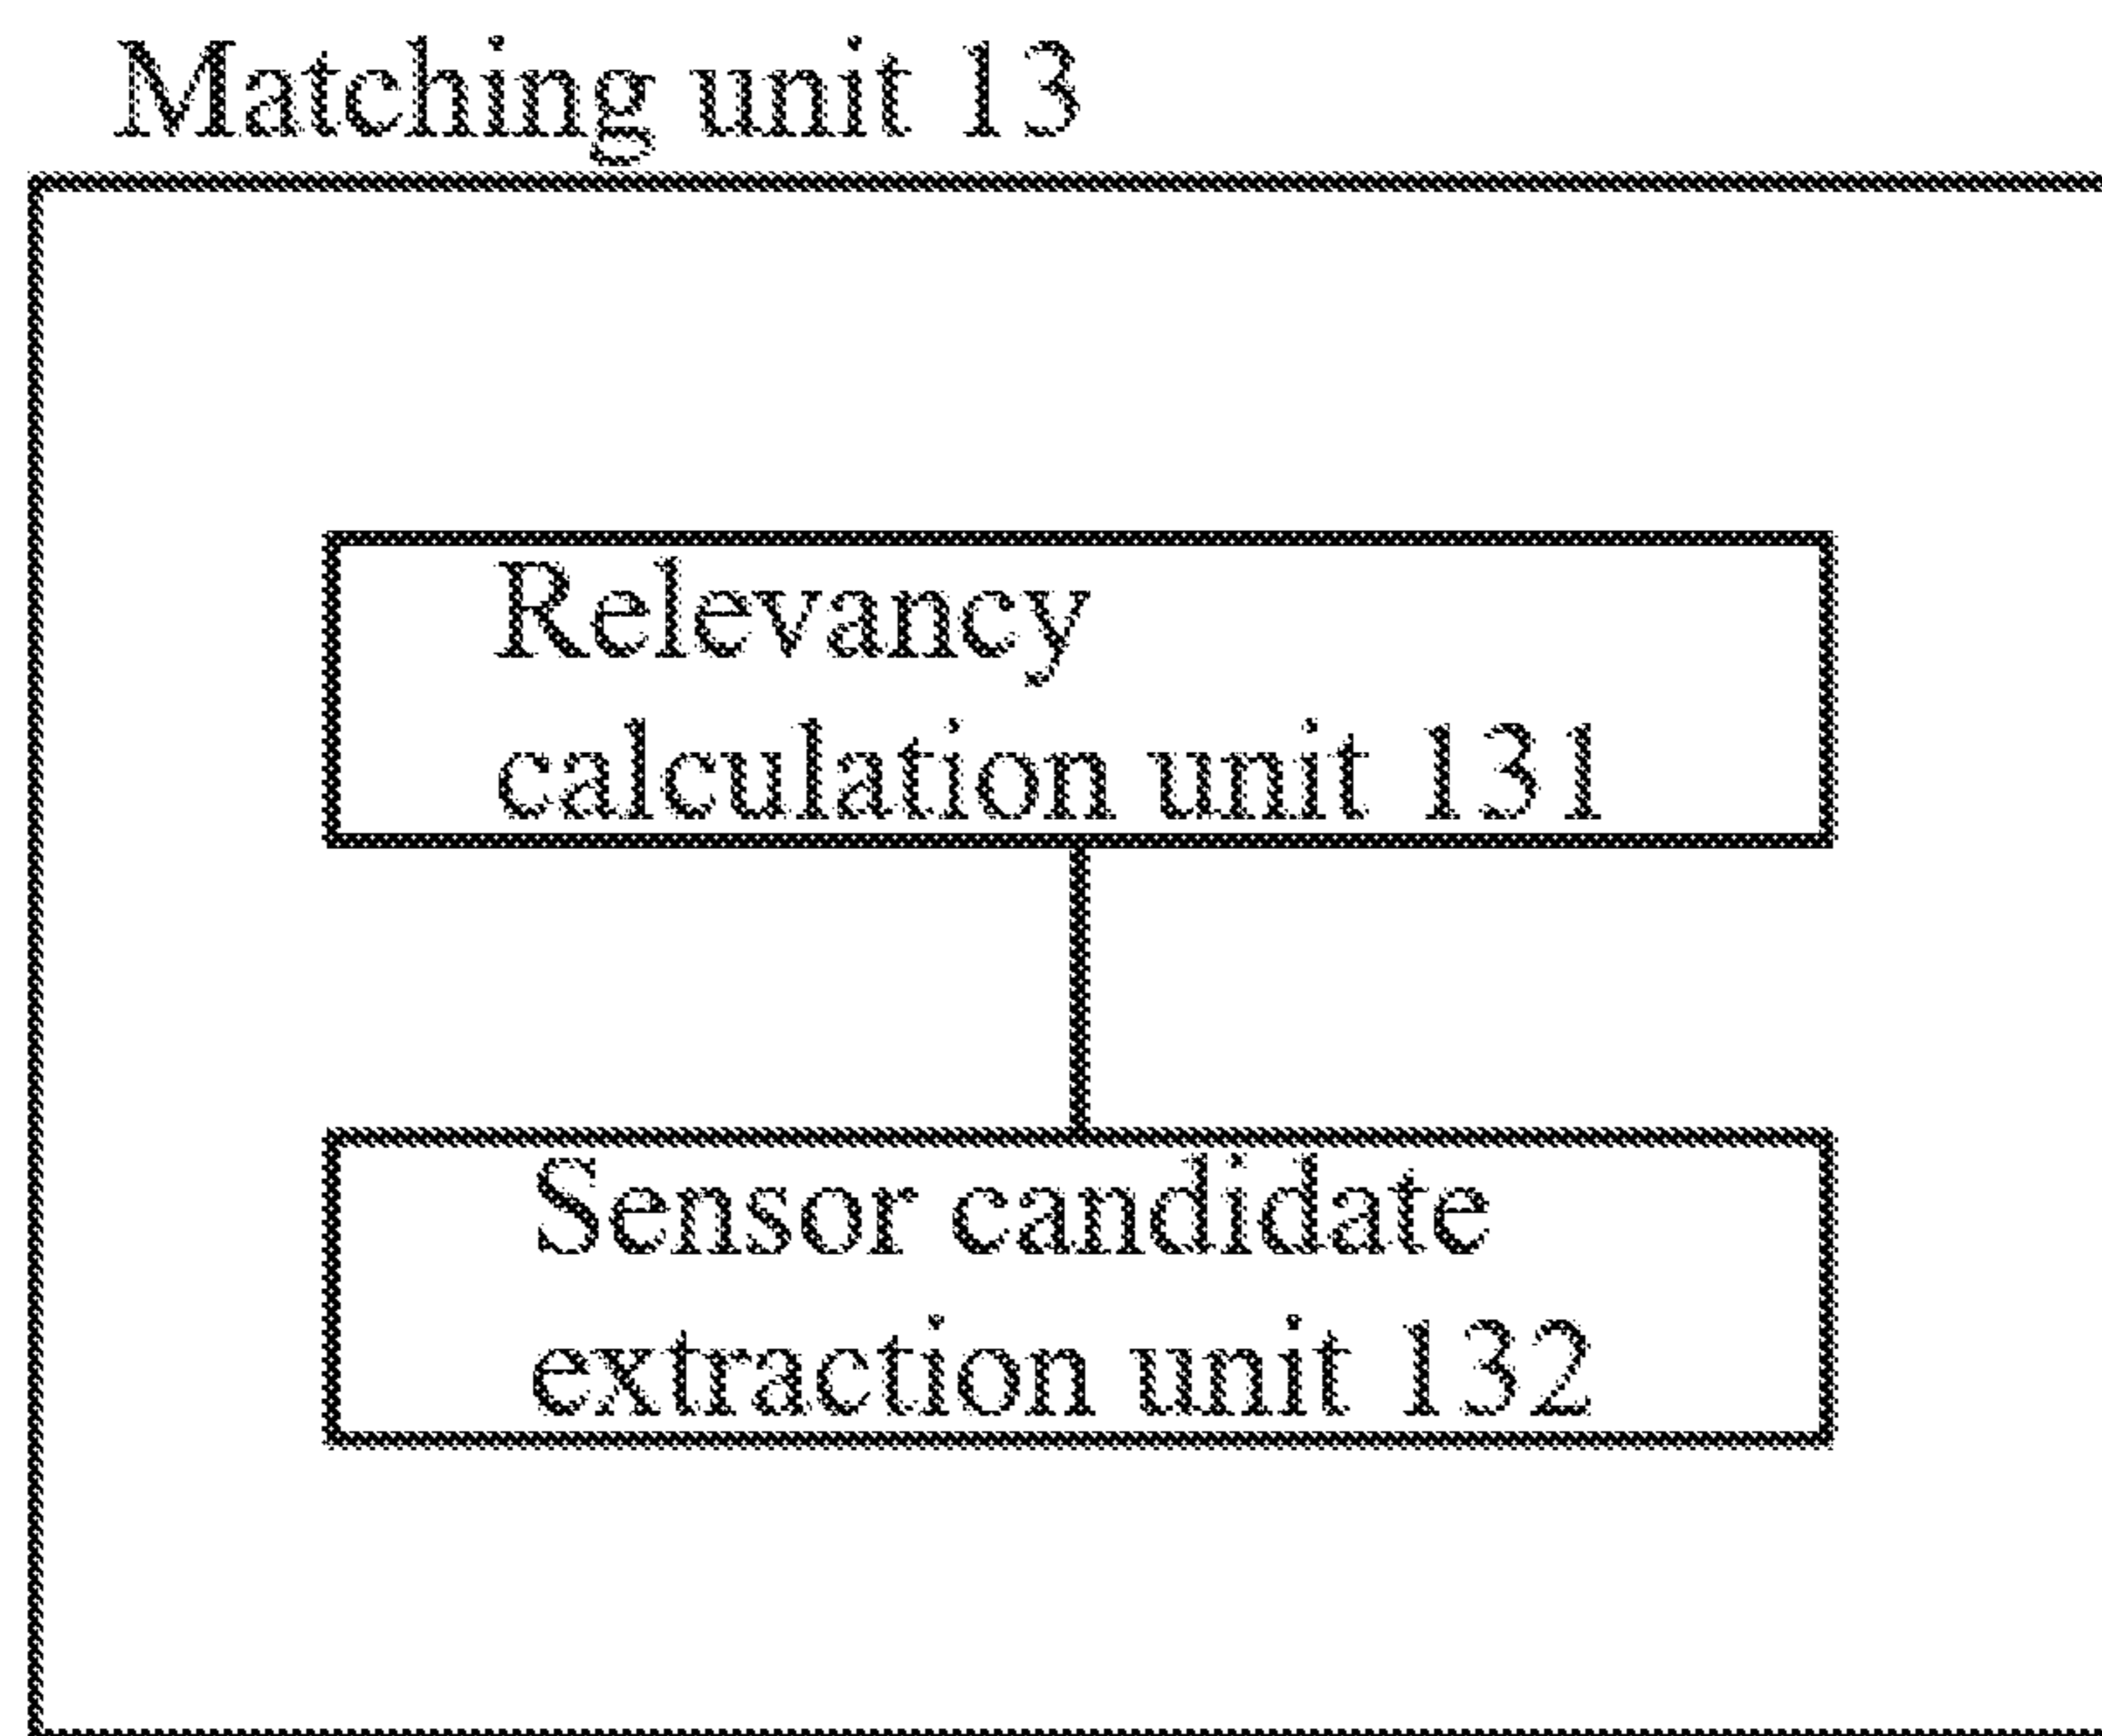 Matching unit 13
Relevancy
calculation unit 131
Sensor candidate
extraction unit 132